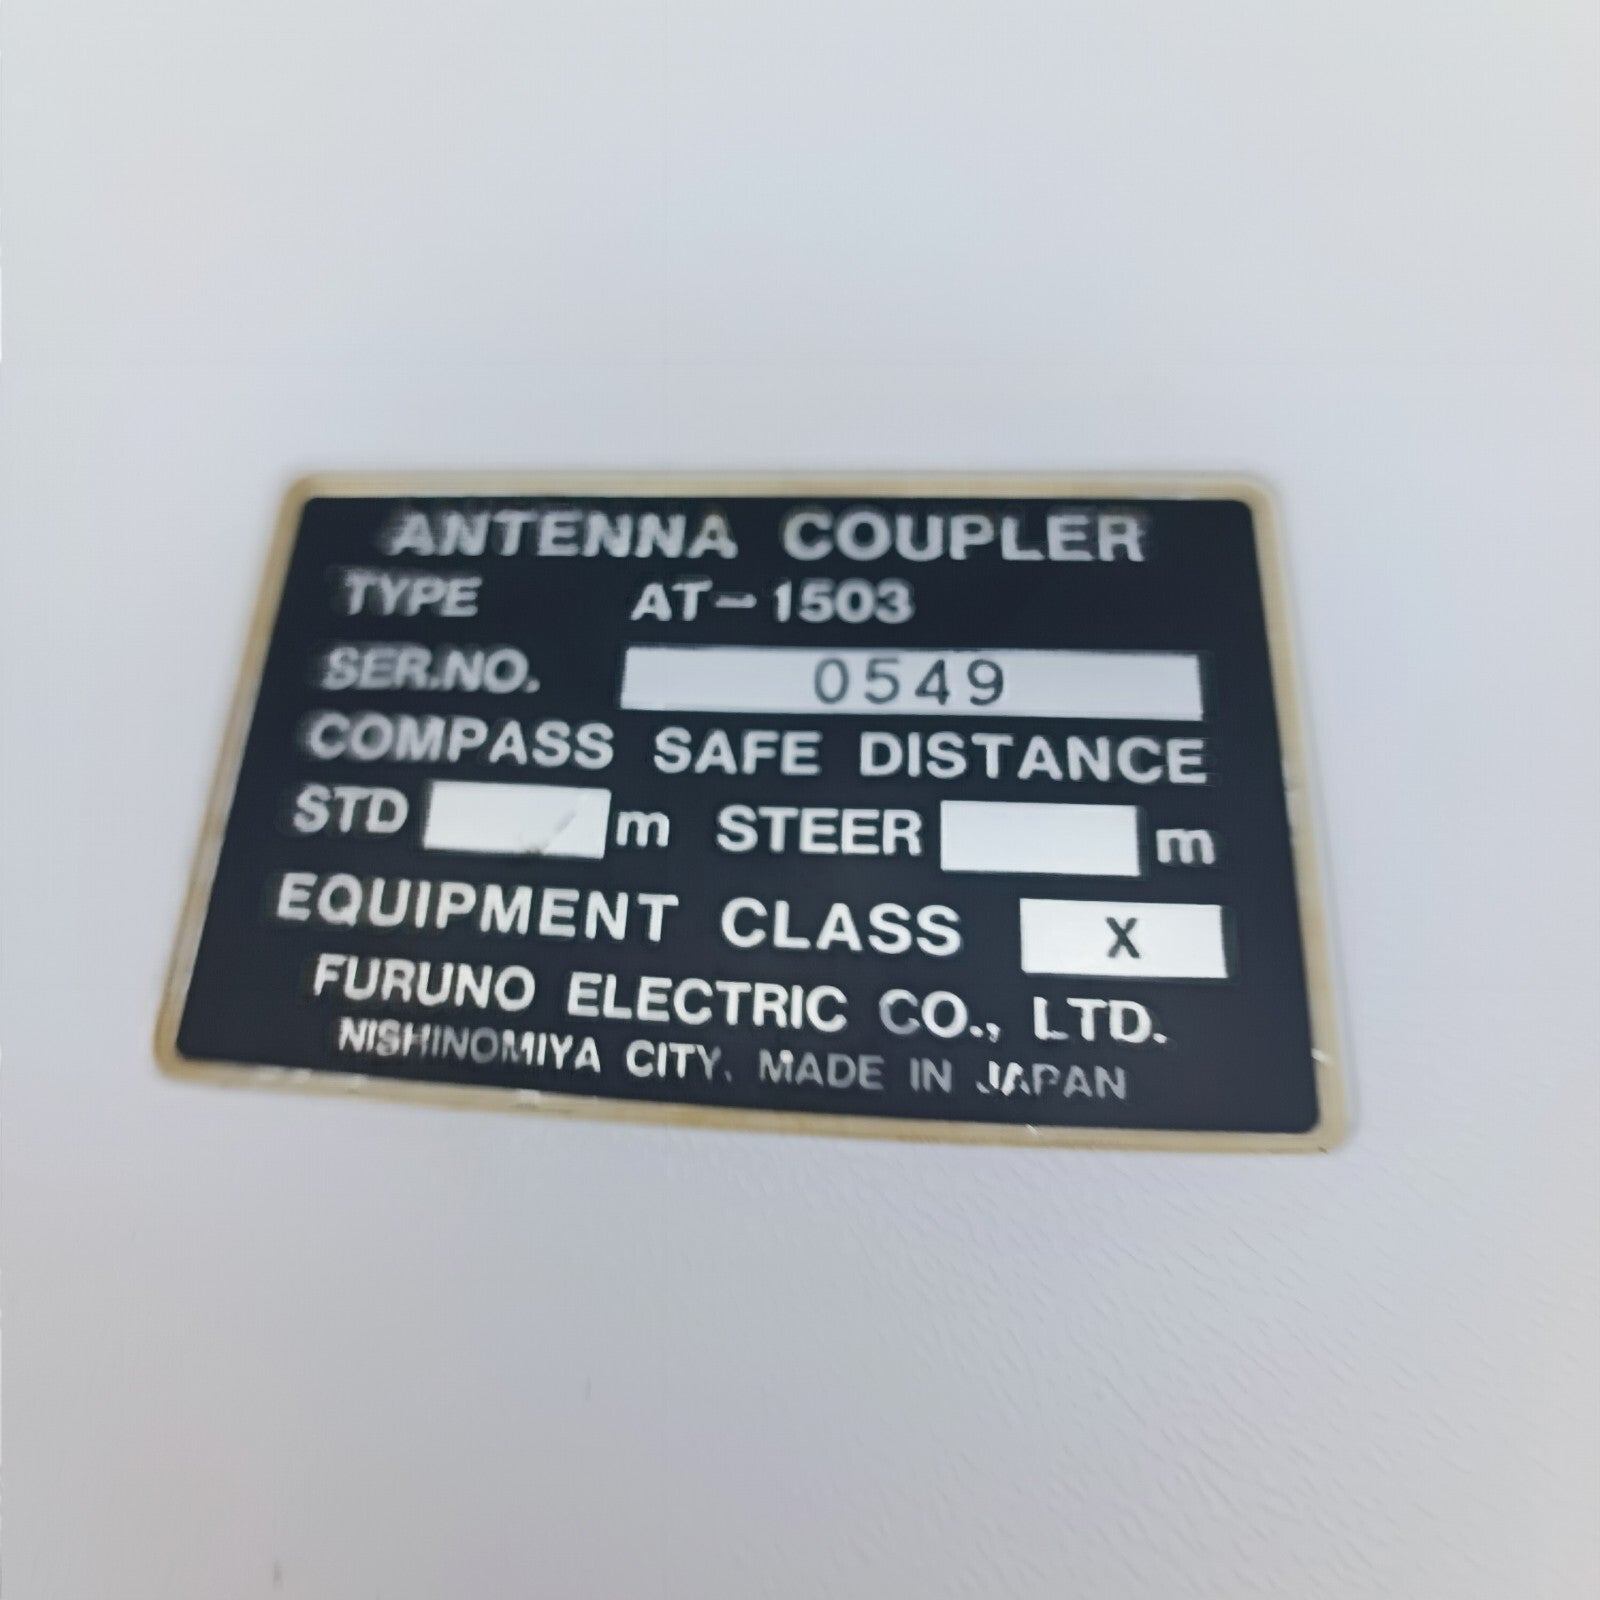 ANTENNA COUPLER
TYPE AT-1503
SER.NO. 0549
COMPASS SAFE DISTANCE
STD m STEER m
EQUIPMENT CLASS X
FURUNO ELECTRIC CO., LTD.
NISHINOMIYA CITY. MADE IN JAPAN